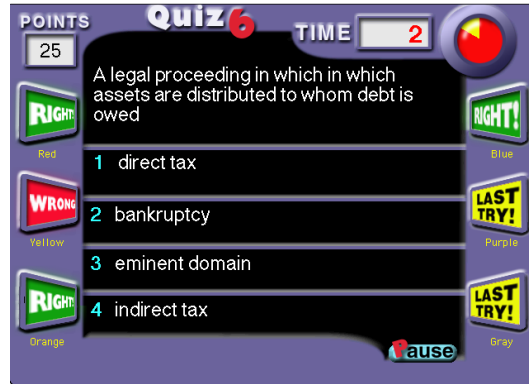 POINTS
25
Quiz 6
TIME 2
A legal proceeding in which in which
assets are distributed to whom debt is
owed
1 direct tax
2 bankruptcy
3 eminent domain
4 indirect tax
RIGHT!
Red
WRONG
Yellow
RIGHT!
Orange
RIGHT!
Blue
LAST
TRY!
Purple
LAST
TRY!
Gray
Pause